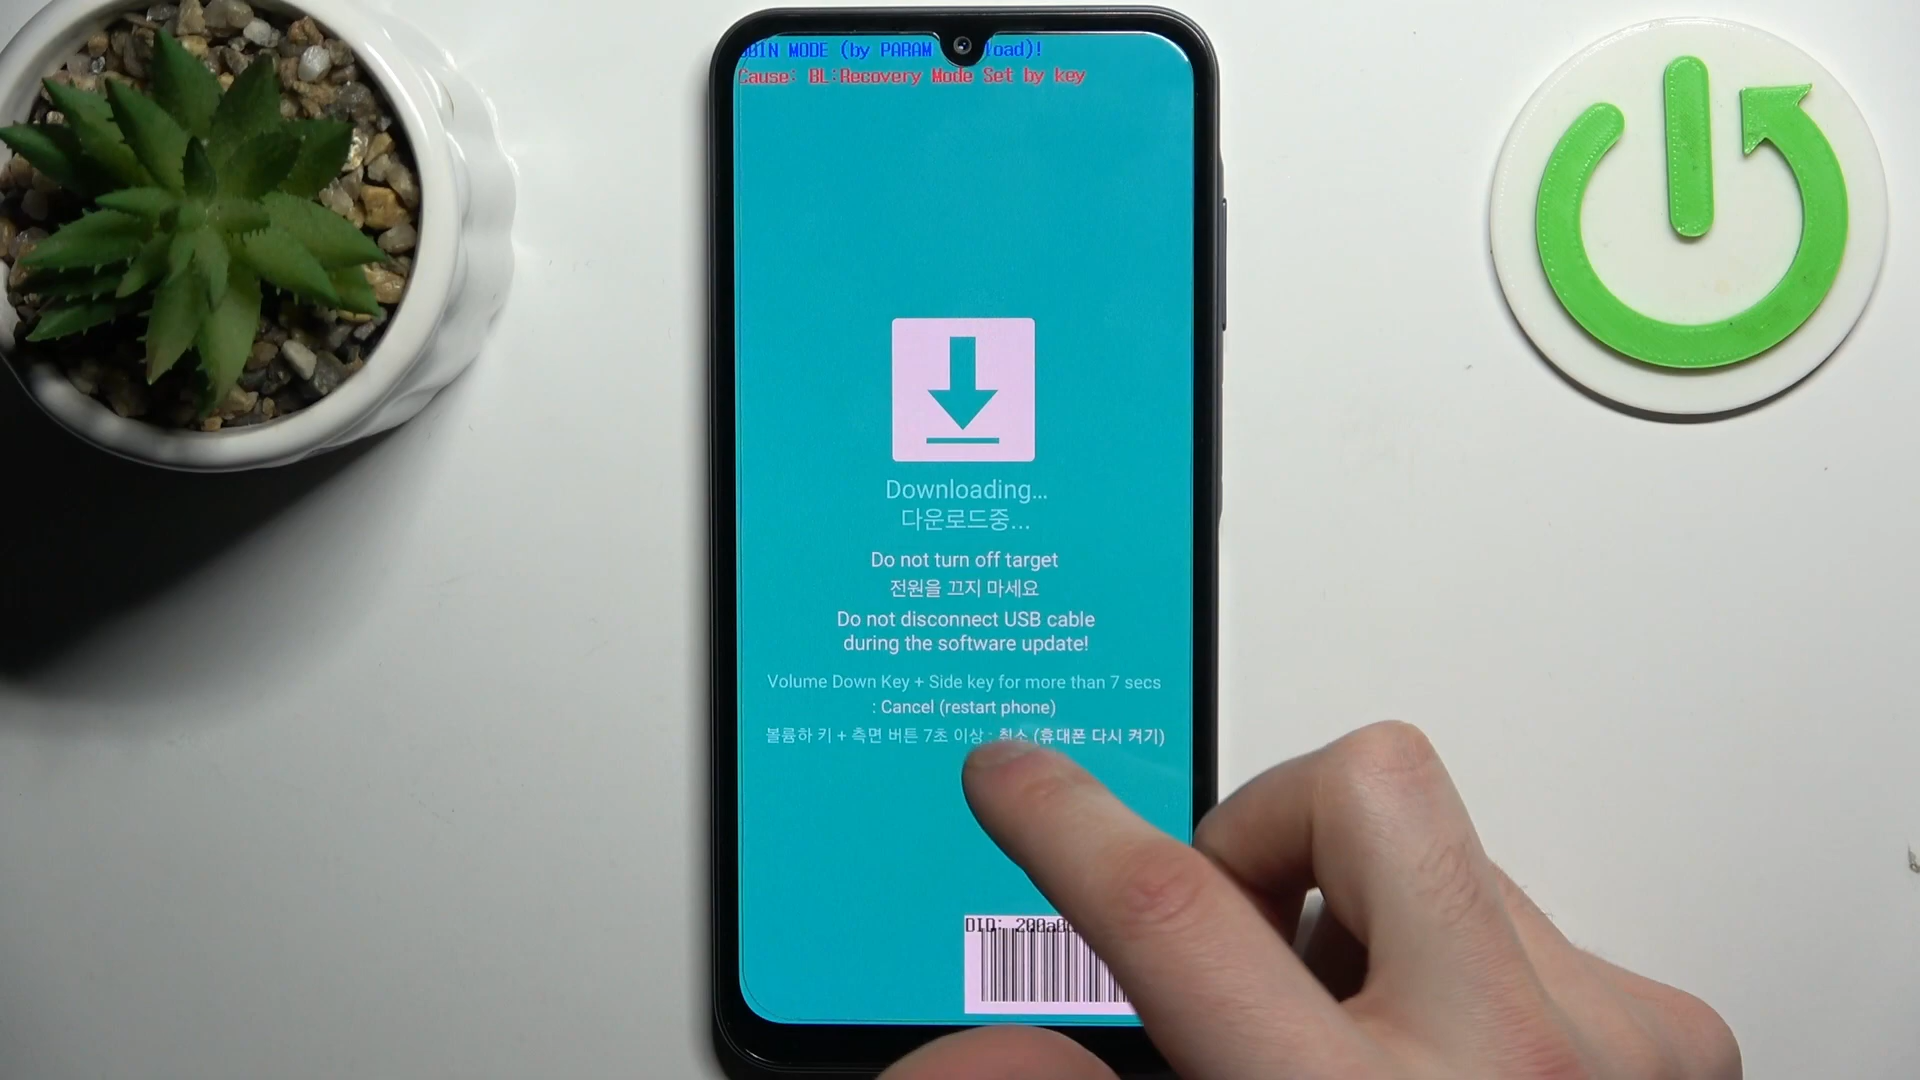 MODE (by PARAM
Cause: BL:Recovery Mode Set by key
Downloading...
다운로드중...
Do not turn off target
전원을 끄지 마세요
Do not disconnect USB cable
during the software update!
Volume Down Key + Side key for more than 7 secs
: Cancel (restart phone)
볼륨하 키 + 측면 버튼 7초 이상 : 취소 (휴대폰 다시 켜기)
DID: